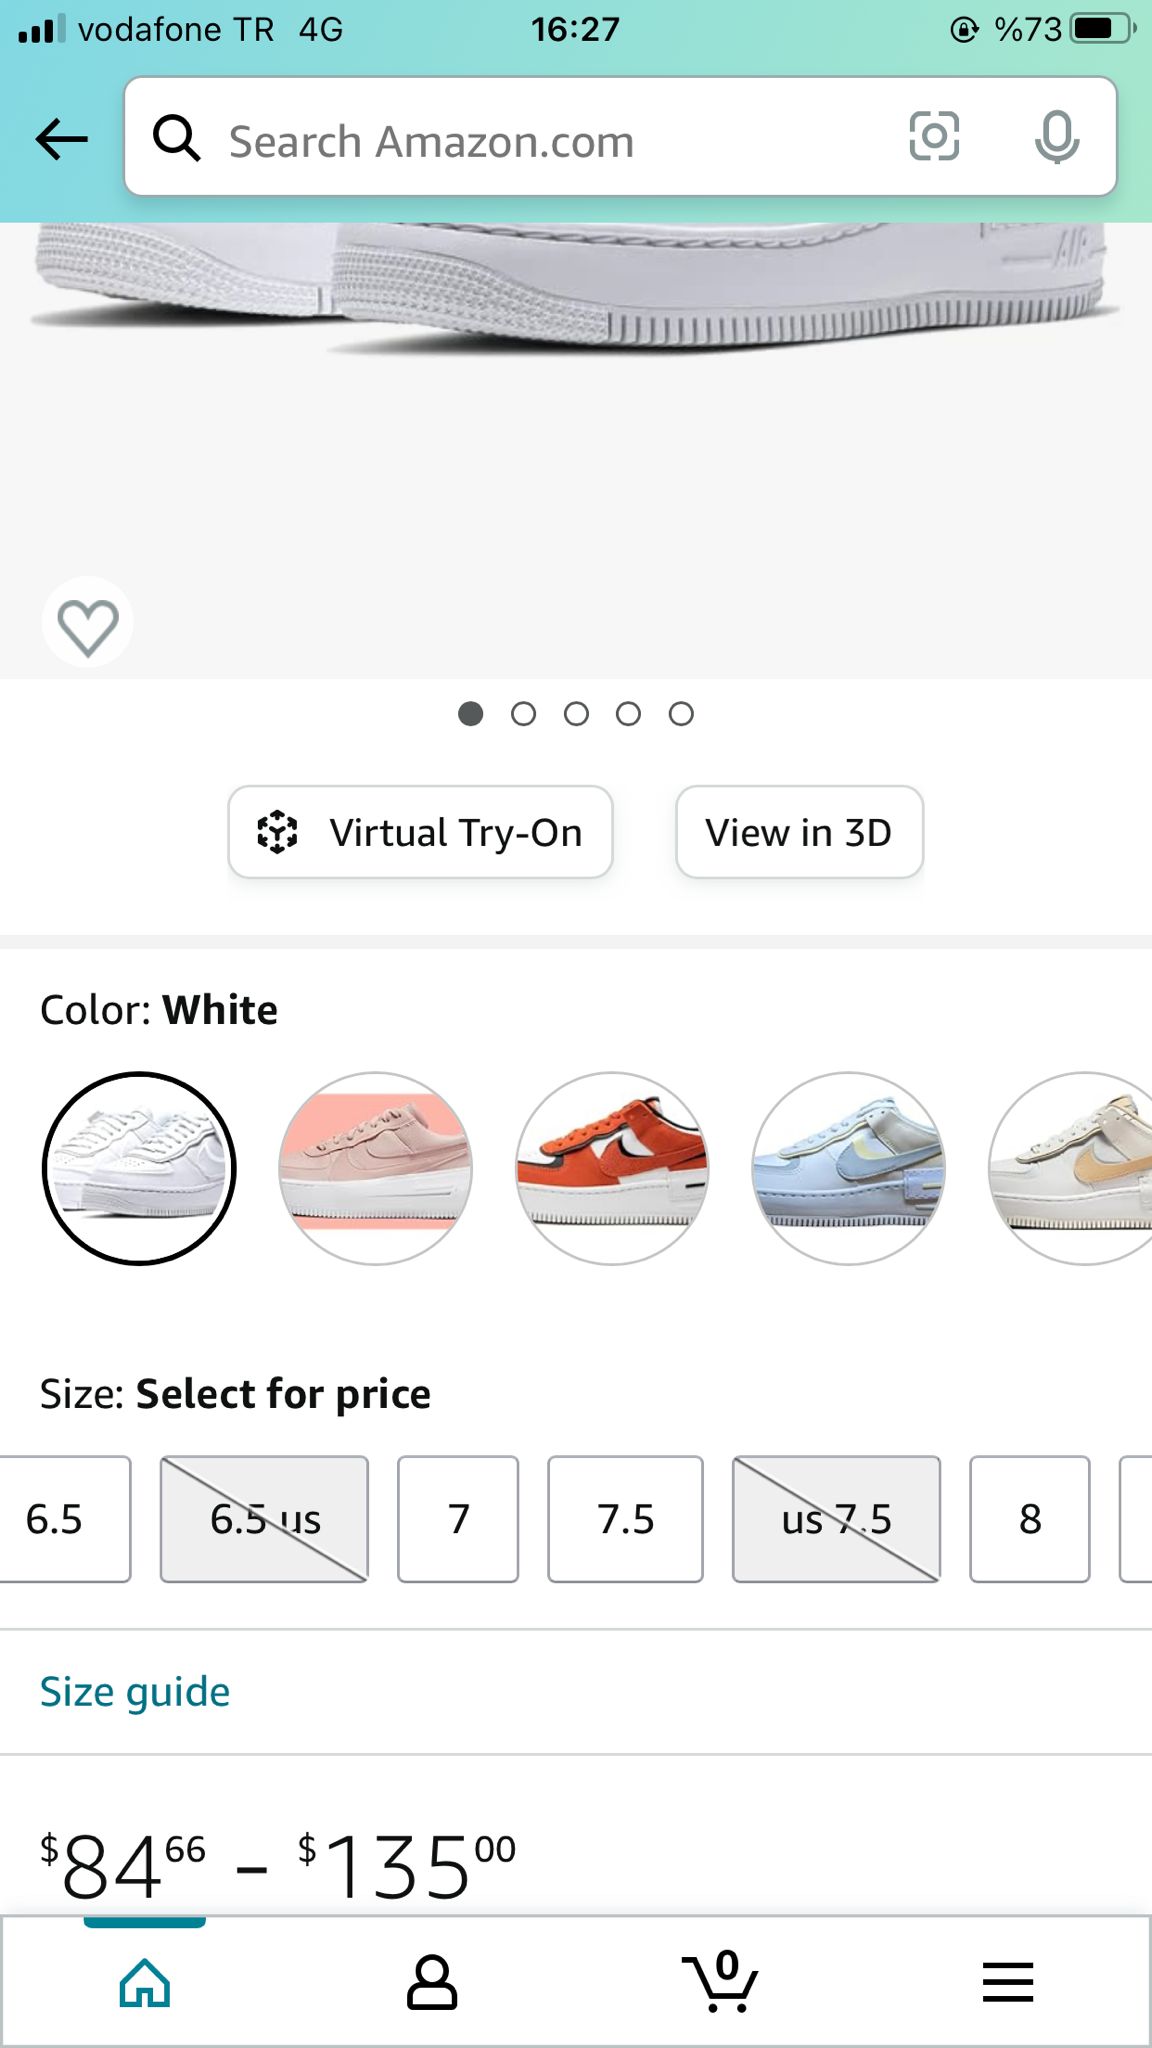 vodafone TR 4G 16:27 %73
Search Amazon.com
AIR
Virtual Try-On View in 3D
Color: White
Size: Select for price
6.5 6.5 us 7 7.5 us 7.5 8
Size guide
$84.66 - $135.00
0